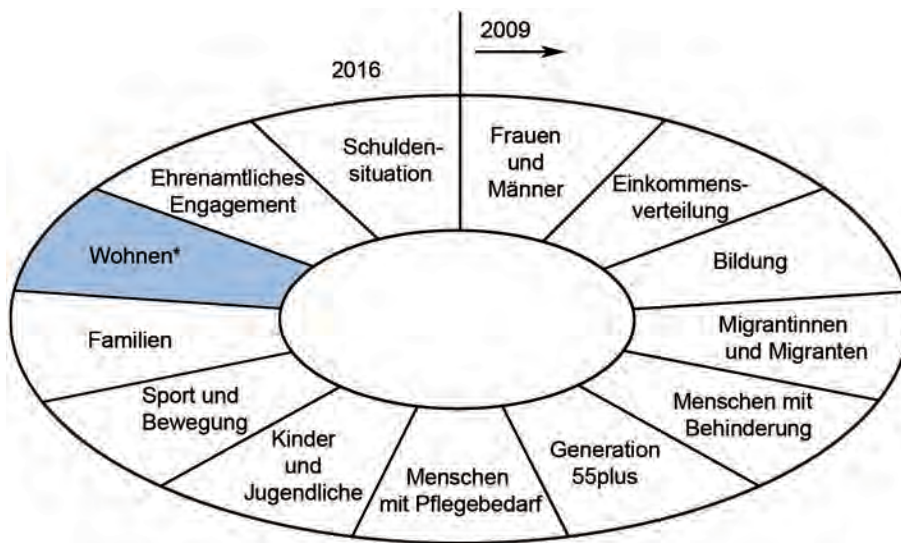 2009
2016
Frauen
und
Männer
Einkommens-
verteilung
Bildung
Migrantinnen
und Migranten
Menschen mit
Behinderung
Generation
55plus
Menschen
mit Pflegebedarf
Kinder
und
Jugendliche
Sport und
Bewegung
Familien
Wohnen*
Ehrenamtliches
Engagement
Schulden-
situation